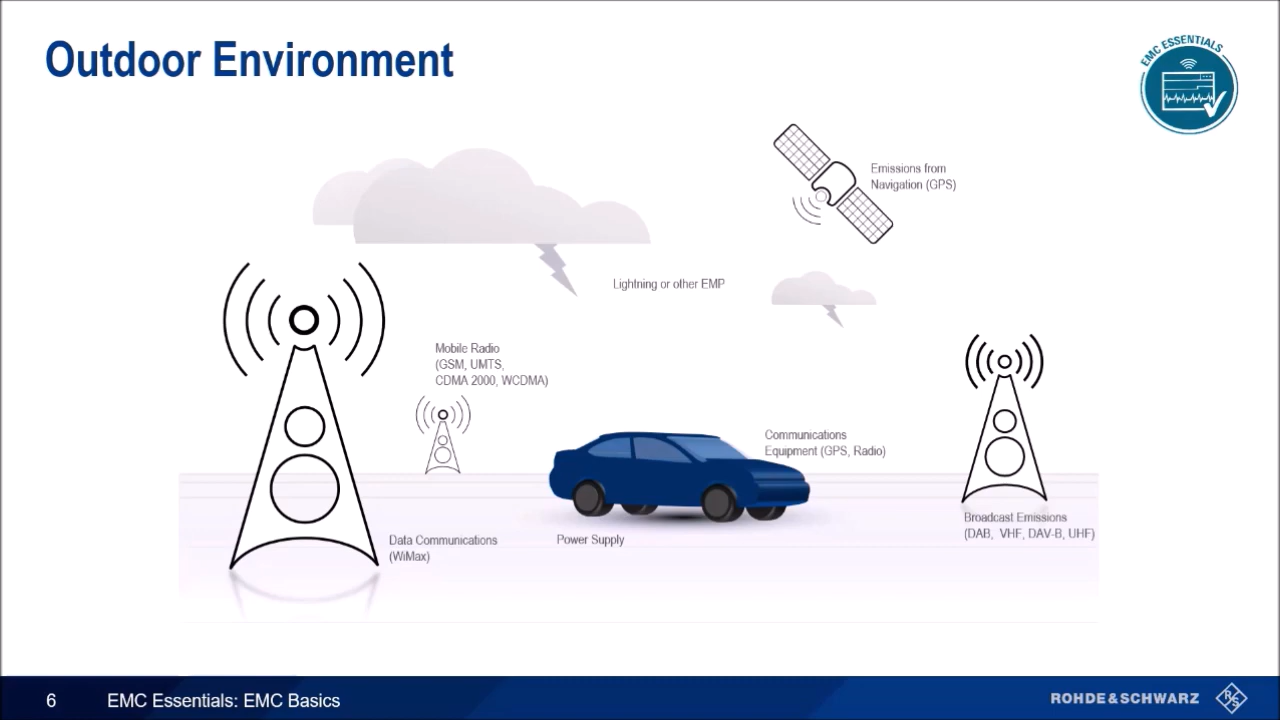 Outdoor Environment
EMC ESSENTIALS
Emissions from
Navigation (GPS)
Lightning or other EMP
Mobile Radio
(GSM, UMTS,
CDMA 2000, WCDMA)
Communications
Equipment (GPS, Radio)
Data Communications
(WiMax)
Power Supply
Broadcast Emissions
(DAB, VHF, DAV-B, UHF)
6
EMC Essentials: EMC Basics
ROHDE & SCHWARZ
R
S